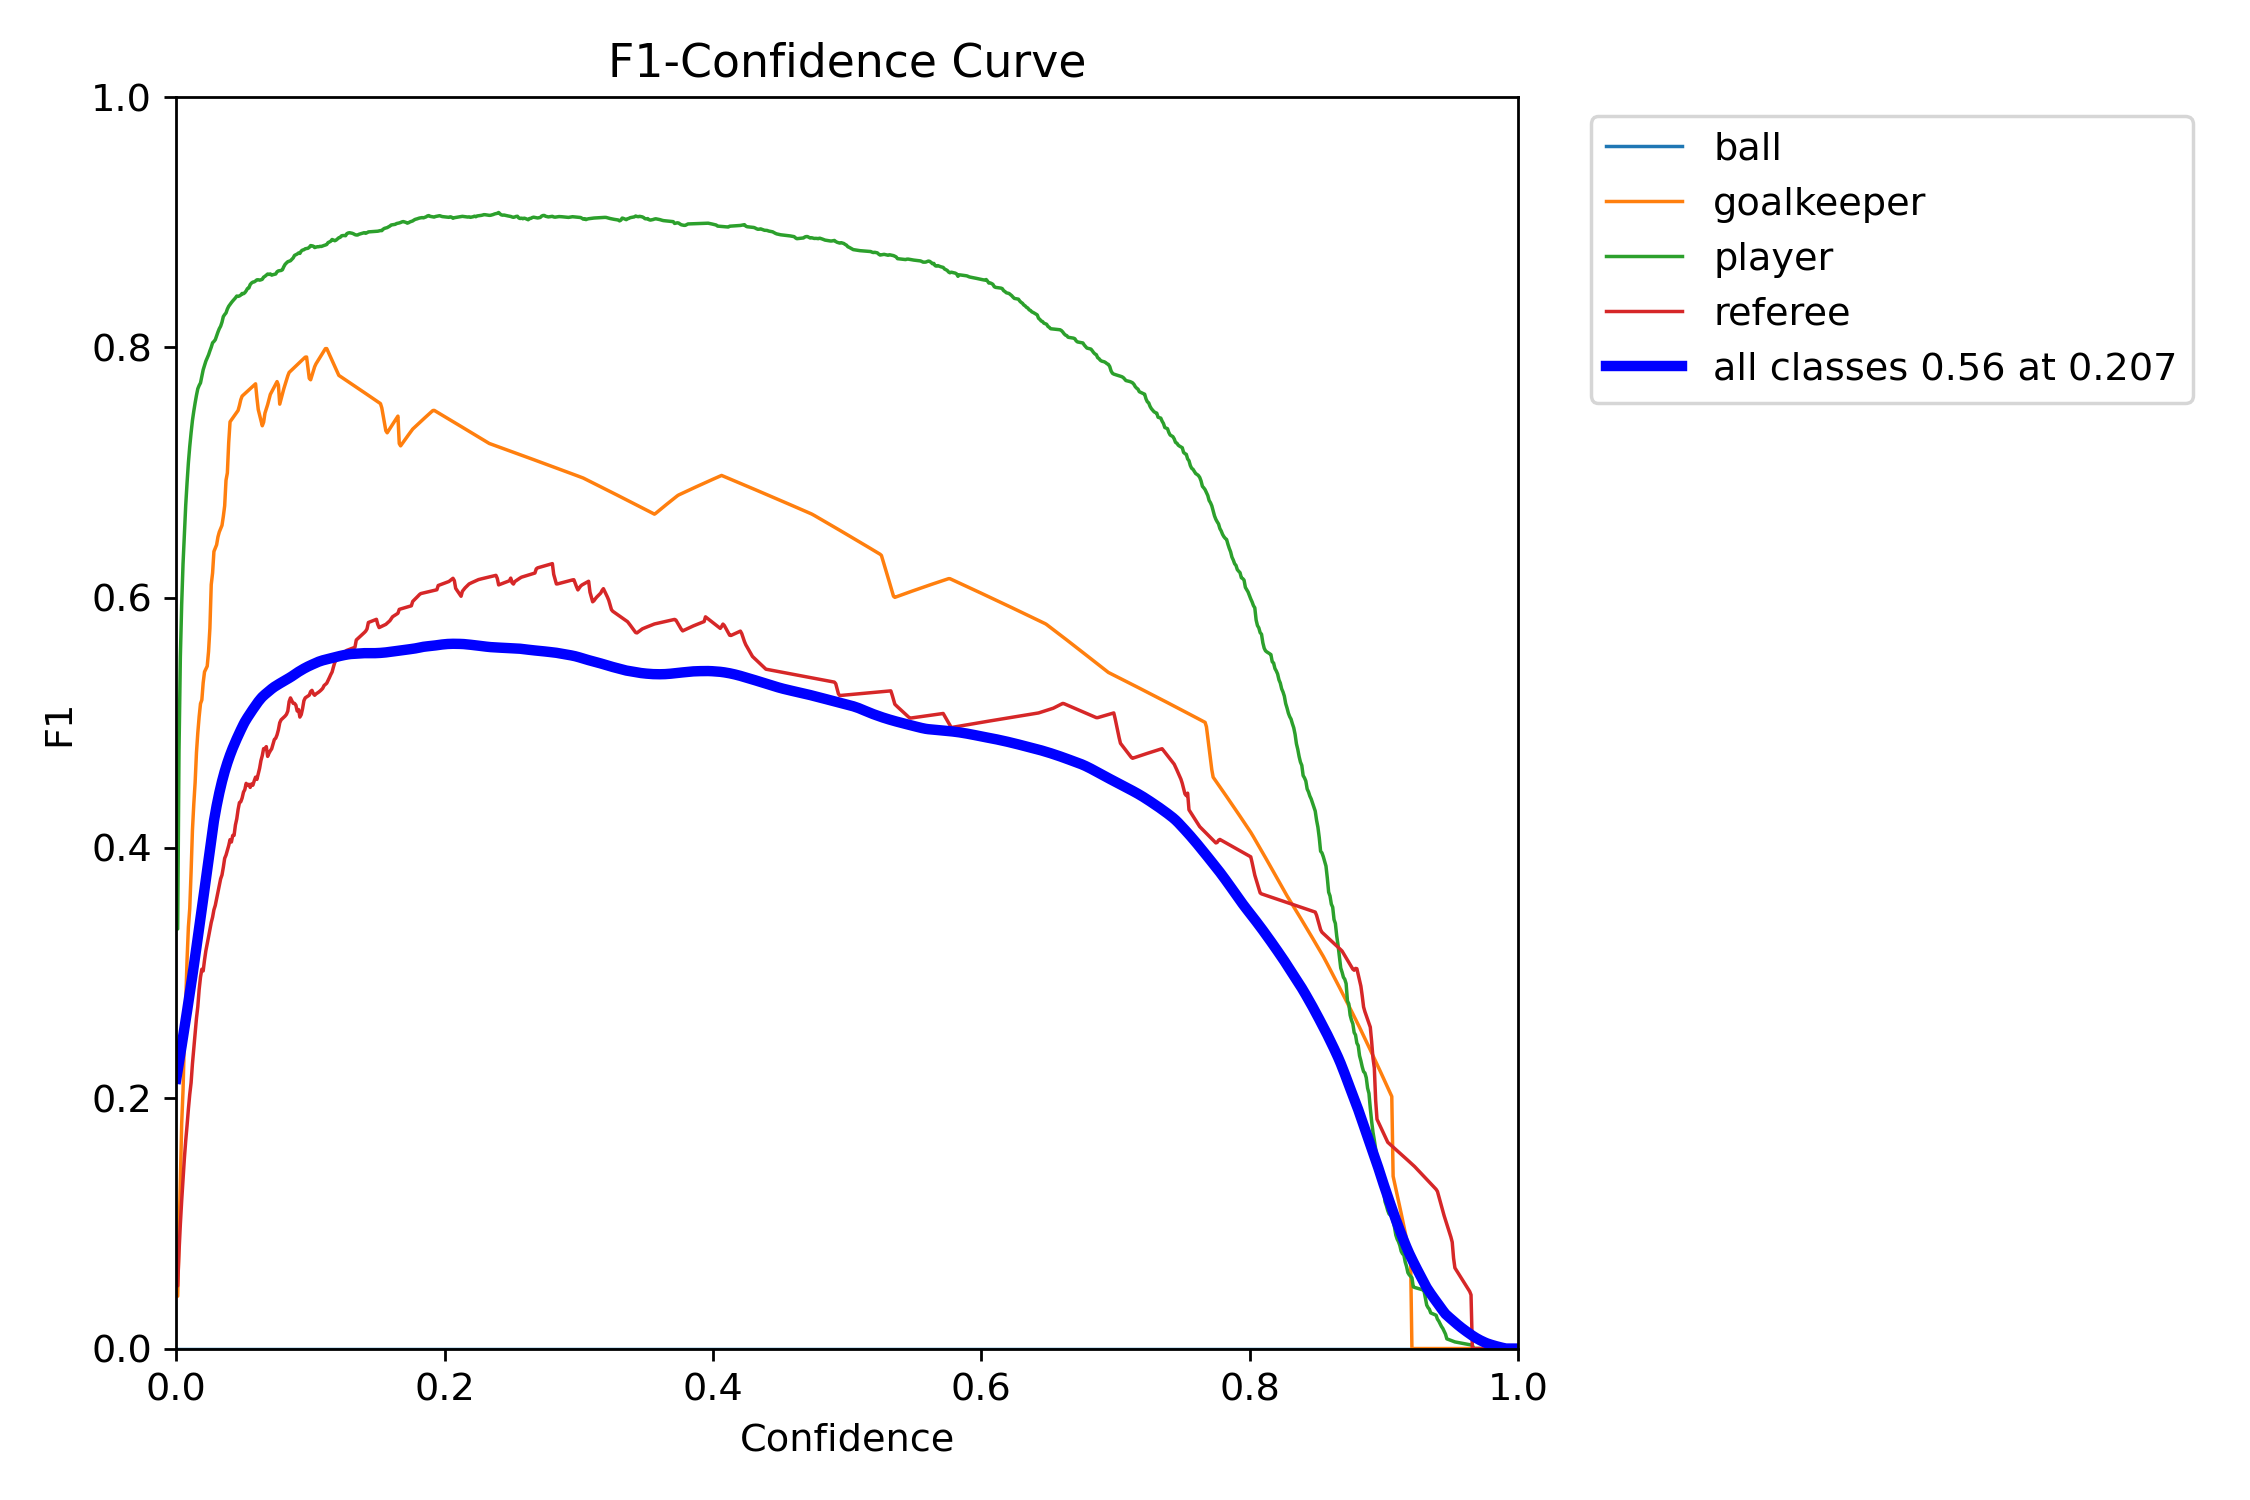 F1-Confidence Curve
1.0
0.8
0.6
0.4
0.2
0.0
F1
0.0 0.2 0.4 0.6 0.8 1.0
Confidence
ball
goalkeeper
player
referee
all classes 0.56 at 0.207